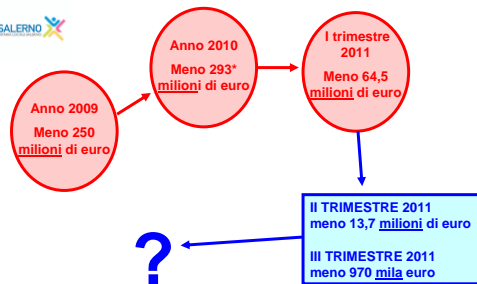 SALERNO
Anno 2009
Meno 250
milioni di euro
Anno 2010
Meno 293*
milioni di euro
I trimestre
2011
Meno 64,5
milioni di euro
II TRIMESTRE 2011
meno 13,7 milioni di euro
III TRIMESTRE 2011
meno 970 mila euro
?